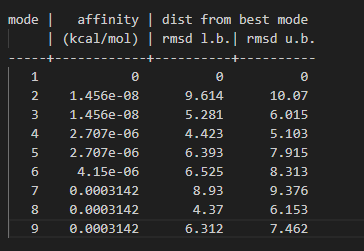 mode |   affinity | dist from best mode
     | (kcal/mol) | rmsd l.b.| rmsd u.b.
-----+------------+----------+----------
   1            0          0          0
   2    1.456e-08      9.614      10.07
   3    1.456e-08      5.281      6.015
   4    2.707e-06      4.423      5.103
   5    2.707e-06      6.393      7.915
   6     4.15e-06      6.525      8.313
   7    0.0003142       8.93      9.376
   8    0.0003142       4.37      6.153
   9    0.0003142      6.312      7.462